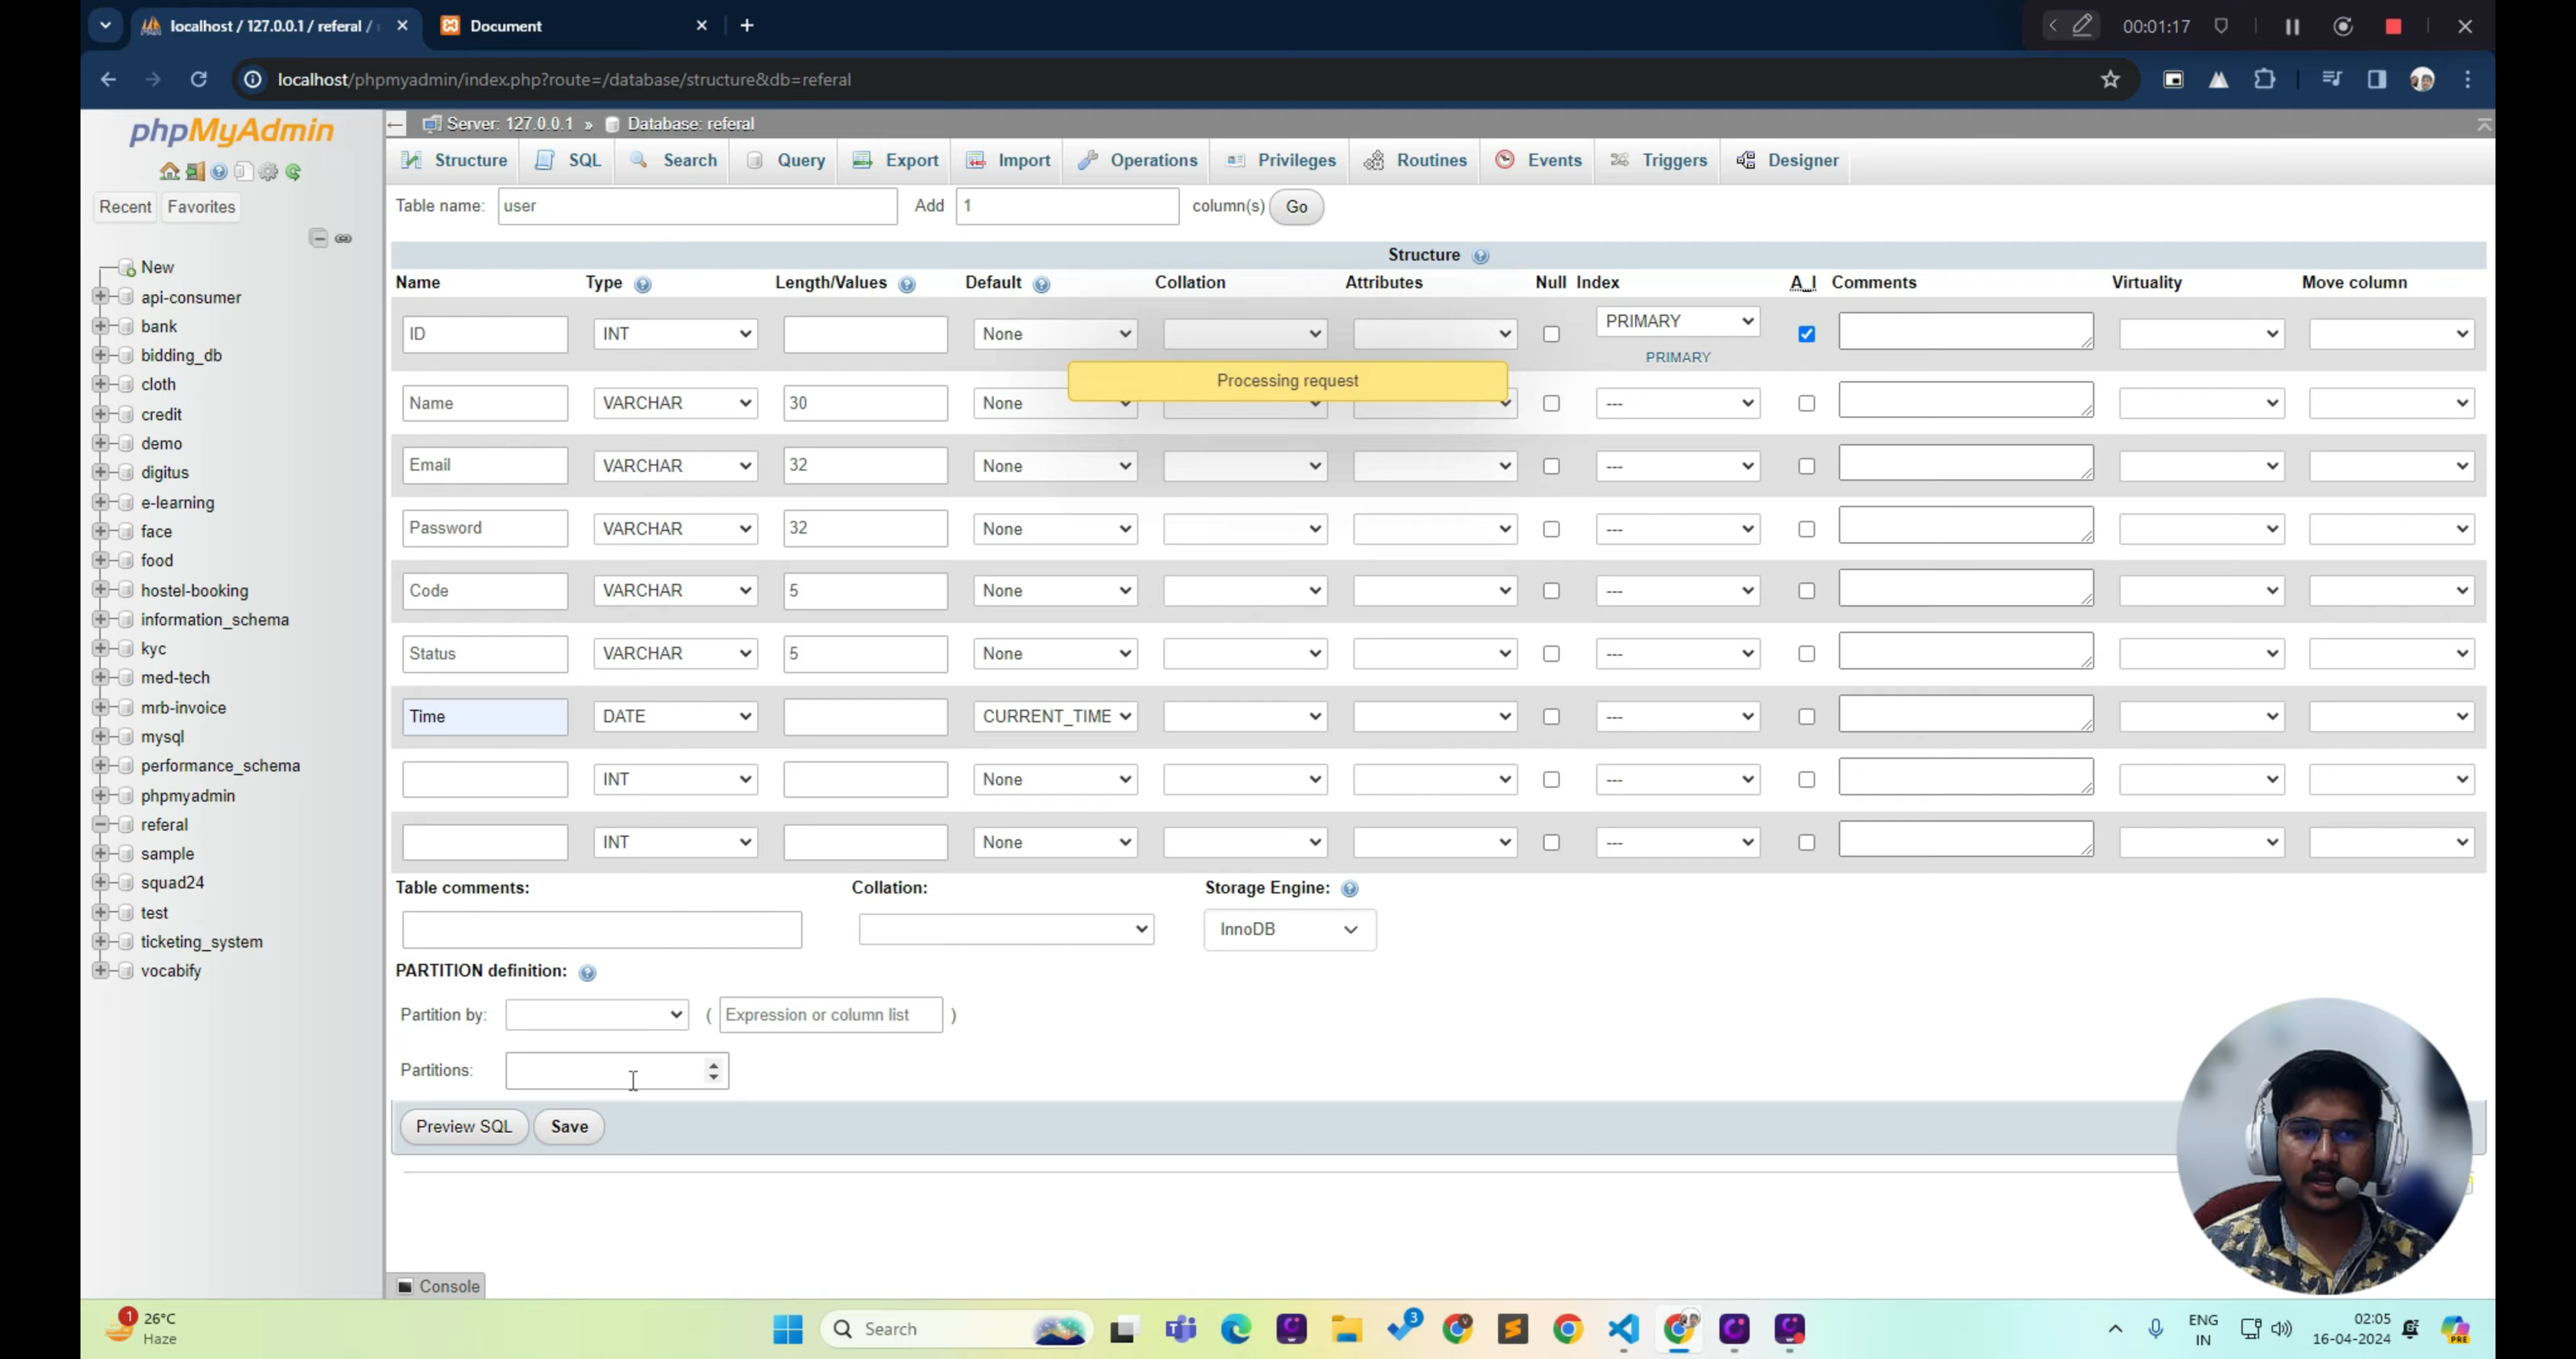 localhost / 127.0.0.1 / referal /
Document
00:01:17
localhost/phpmyadmin/index.php?route=/database/structure&db=referal
phpMyAdmin
Recent
Favorites
New
api-consumer
bank
bidding_db
cloth
credit
demo
digitus
e-learning
face
food
hostel-booking
information_schema
kyc
med-tech
mrb-invoice
mysql
performance_schema
phpmyadmin
referal
sample
squad24
test
ticketing_system
vocabify
Server: 127.0.0.1 » Database: referal
Structure SQL Search Query Export Import Operations Privileges Routines Events Triggers Designer
Table name: user Add 1 column(s) Go
Structure
Name Type Length/Values Default Collation Attributes Null Index A_I Comments Virtuality Move column
ID INT None PRIMARY
PRIMARY
Processing request
Name VARCHAR 30 None ---
Email VARCHAR 32 None ---
Password VARCHAR 32 None ---
Code VARCHAR 5 None ---
Status VARCHAR 5 None ---
Time DATE CURRENT_TIME ---
INT None ---
INT None ---
Table comments: Collation: Storage Engine:
InnoDB
PARTITION definition:
Partition by: ( Expression or column list )
Partitions:
Preview SQL Save
Console
1
26°C
Haze
Search
3
ENG
IN
02:05
16-04-2024
PRE